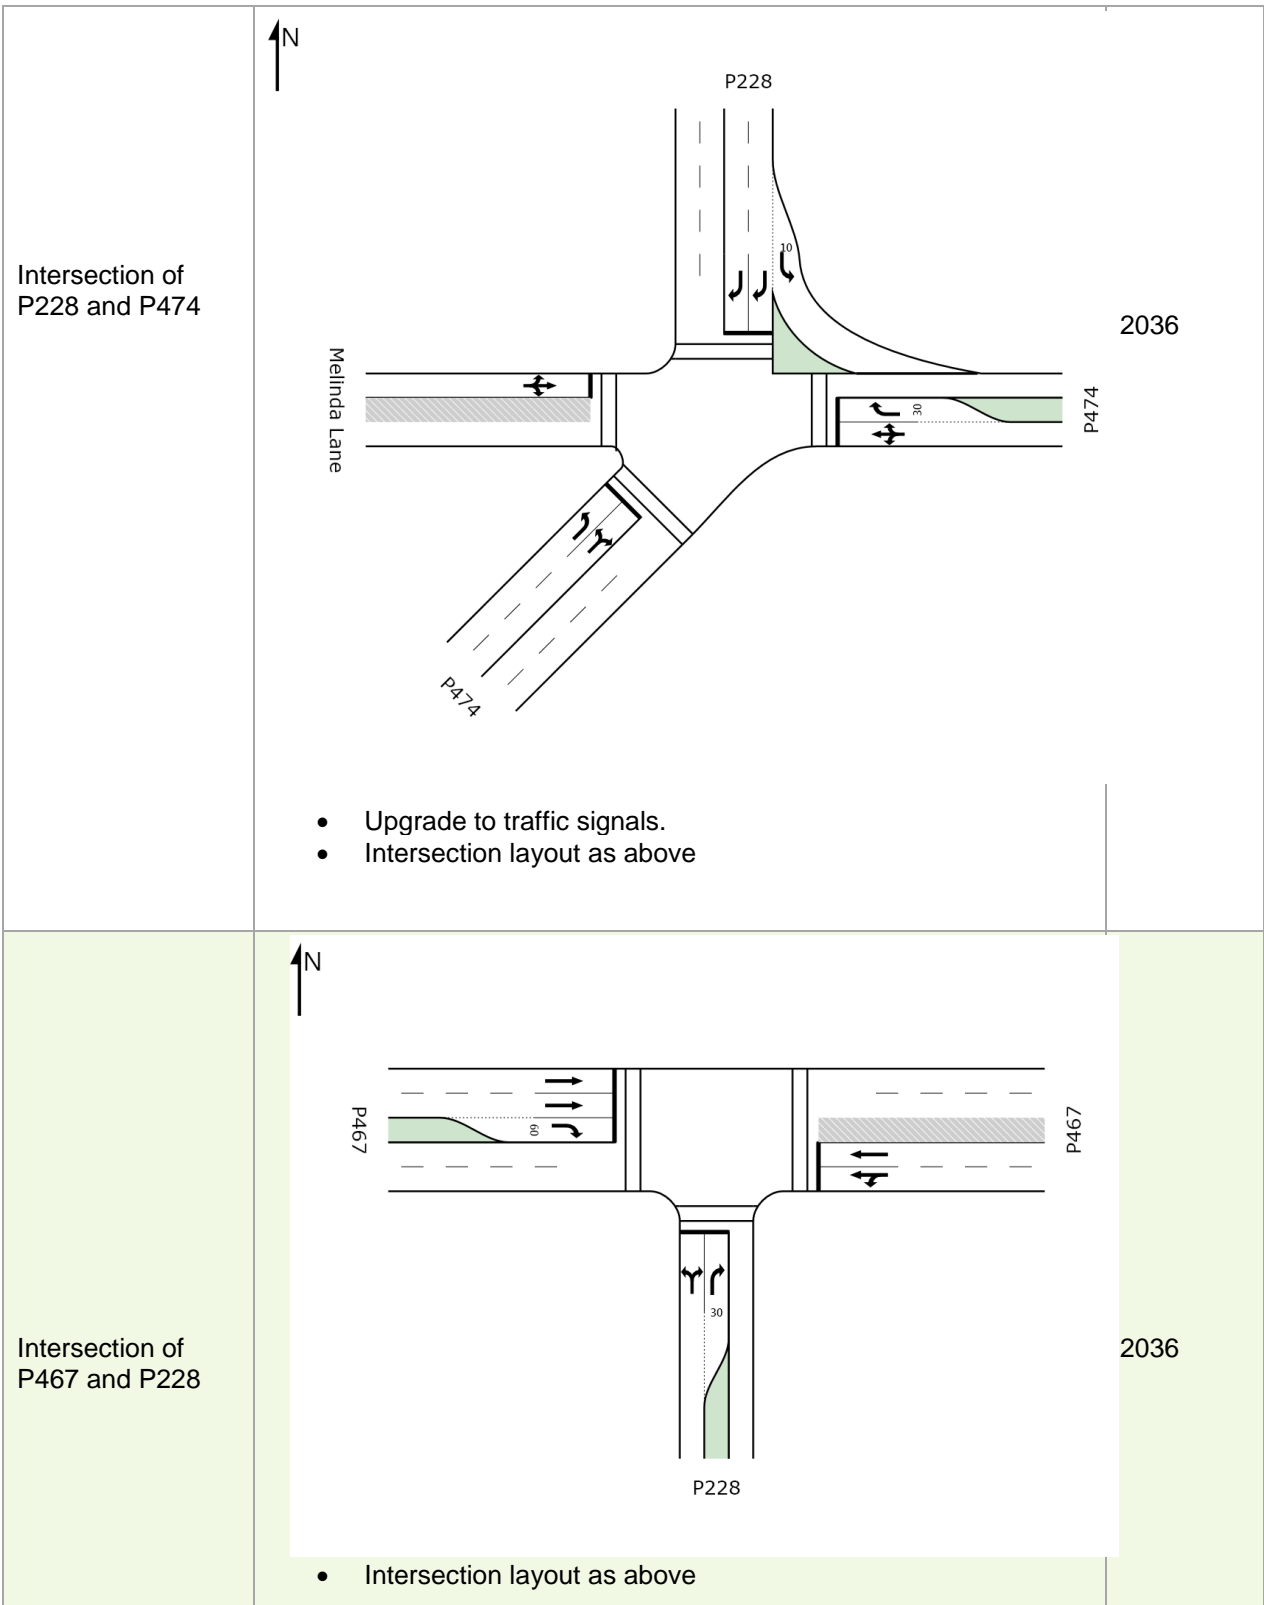 Intersection of
P228 and P474
N
P228
10
Melinda Lane
30
P474
P474
• Upgrade to traffic signals.
• Intersection layout as above
2036
Intersection of
P467 and P228
N
P467
60
P467
30
P228
• Intersection layout as above
2036